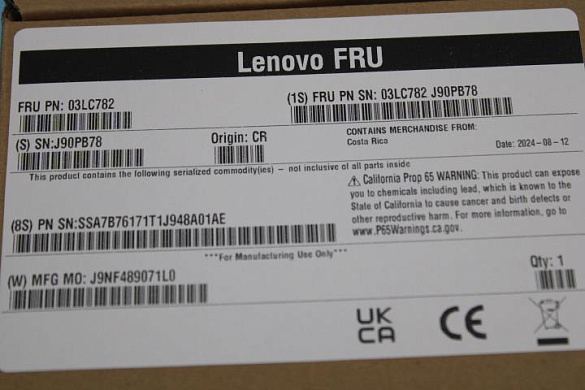 Lenovo FRU
FRU PN: 03LC782
(1S) FRU PN SN: 03LC782 J90PB78
(S) SN:J90PB78
Origin: CR
CONTAINS MERCHANDISE FROM:
Costa Rica
Date: 2024-08-12
This product contains the following serialized commodity(ies) - not inclusive of all parts inside
⚠ California Prop 65 WARNING: This product can expose
you to chemicals including lead, which is known to the
State of California to cause cancer and birth defects or
other reproductive harm. For more information, go to
www.P65Warnings.ca.gov.
(8S) PN SN:SSA7B76171T1J948A01AE
***For Manufacturing Use Only***
(W) MFG MO: J9NF489071L0
Qty: 1
UK
CA
CE